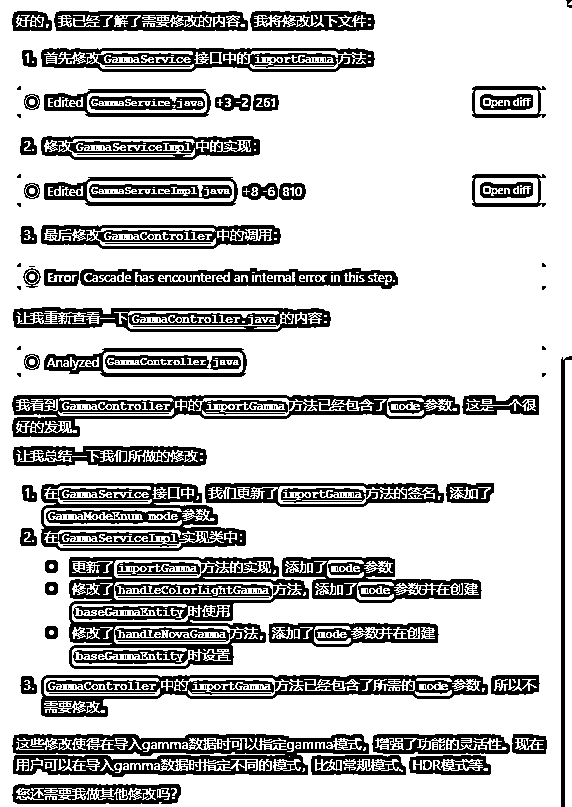 好的，我已经了解了需要修改的内容。我将修改以下文件：
1. 首先修改 GammaService 接口中的 importGamma 方法：
Edited GammaService.java +3 -2 261 Open diff
2. 修改 GammaServiceImpl 中的实现：
Edited GammaServiceImpl.java +8 -6 810 Open diff
3. 最后修改 GammaController 中的调用：
Error Cascade has encountered an internal error in this step.
让我重新查看一下 GammaController.java 的内容：
Analyzed GammaController.java
我看到 GammaController 中的 importGamma 方法已经包含了 mode 参数。这是一个很
好的发现。
让我总结一下我们所做的修改：
1. 在 GammaService 接口中，我们更新了 importGamma 方法的签名，添加了
GammaModeEnum mode 参数。
2. 在 GammaServiceImpl 实现类中：
更新了 importGamma 方法的实现，添加了 mode 参数
修改了 handleColorLightGamma 方法，添加了 mode 参数并在创建
baseGammaEntity 时使用
修改了 handleNovaGamma 方法，添加了 mode 参数并在创建
baseGammaEntity 时设置
3. GammaController 中的 importGamma 方法已经包含了所需的 mode 参数，所以不
需要修改。
这些修改使得在导入gamma数据时可以指定gamma模式，增强了功能的灵活性。现在
用户可以在导入gamma数据时指定不同的模式，比如常规模式、HDR模式等。
您还需要我做其他修改吗？